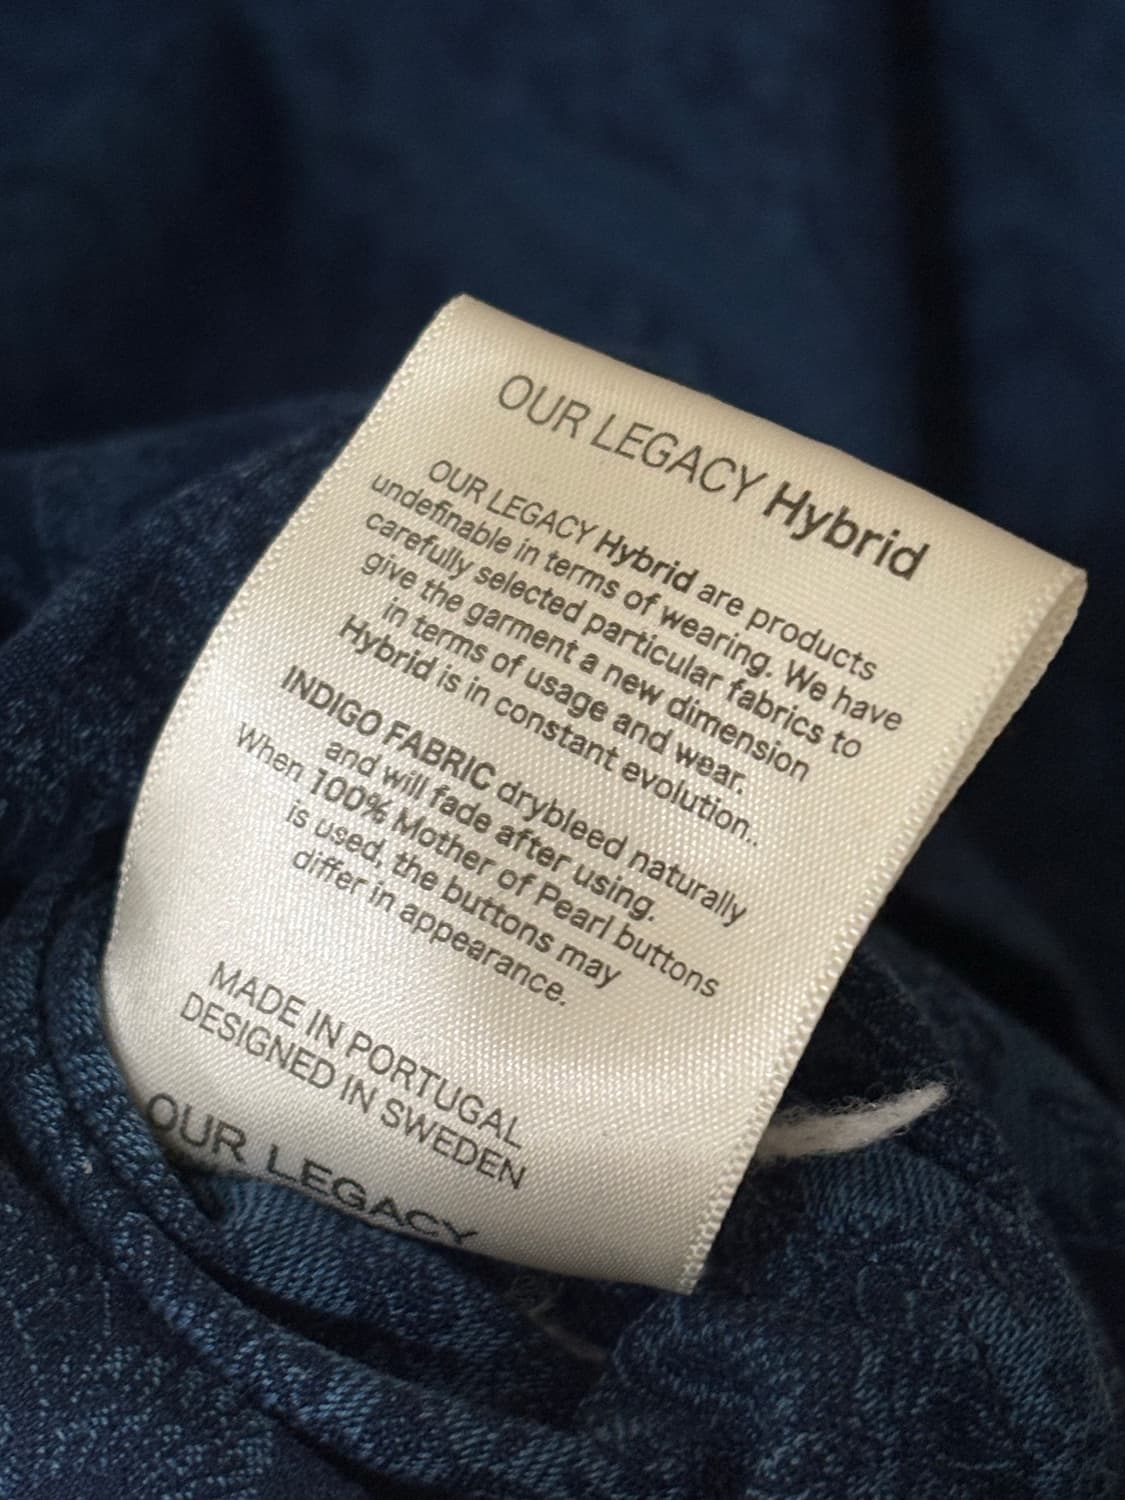 OUR LEGACY Hybrid
OUR LEGACY Hybrid are products
undefinable in terms of wearing. We have
carefully selected particular fabrics to
give the garment a new dimension
in terms of usage and wear.
Hybrid is in constant evolution..
INDIGO FABRIC drybleed naturally
and will fade after using.
When 100% Mother of Pearl buttons
is used, the buttons may
differ in appearance.
MADE IN PORTUGAL
DESIGNED IN SWEDEN
OUR LEGACY